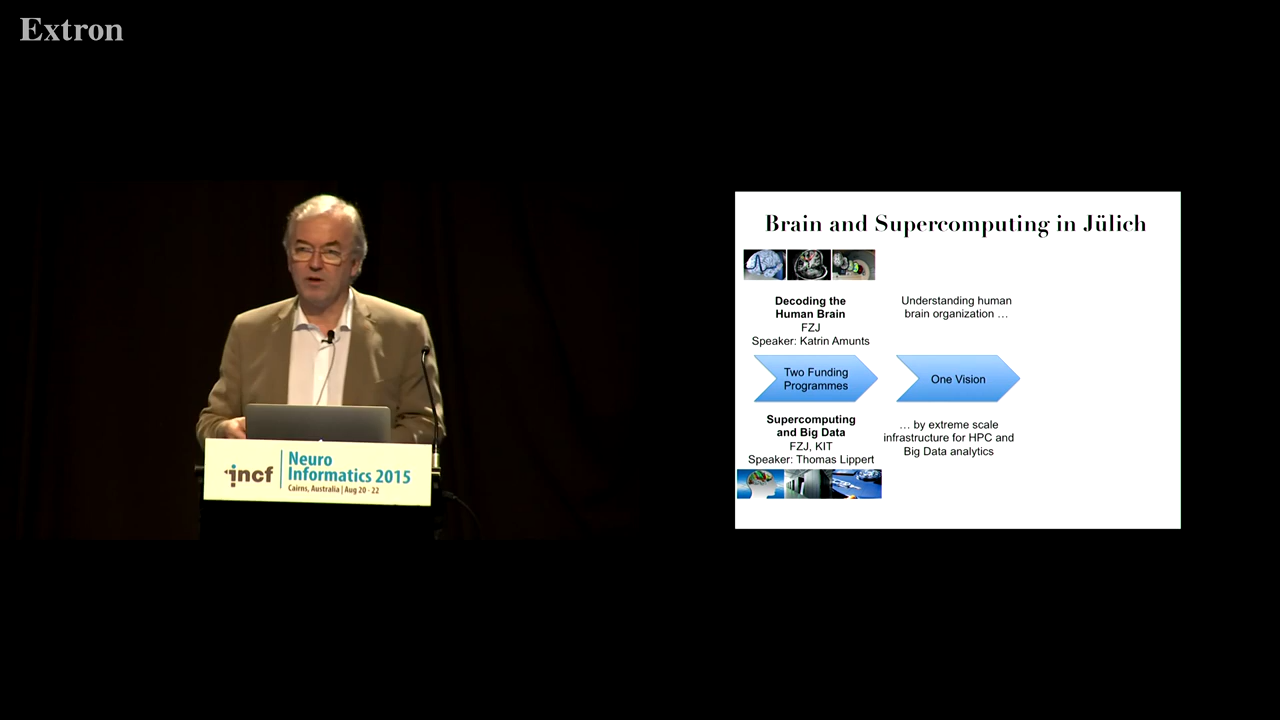 Extron
incf
Neuro
Informatics 2015
Cairns, Australia | Aug 20 - 22
Brain and Supercomputing in Jülich
Decoding the
Human Brain
FZJ
Speaker: Katrin Amunts
Understanding human
brain organization …
Two Funding
Programmes
One Vision
Supercomputing
and Big Data
FZJ, KIT
Speaker: Thomas Lippert
… by extreme scale
infrastructure for HPC and
Big Data analytics